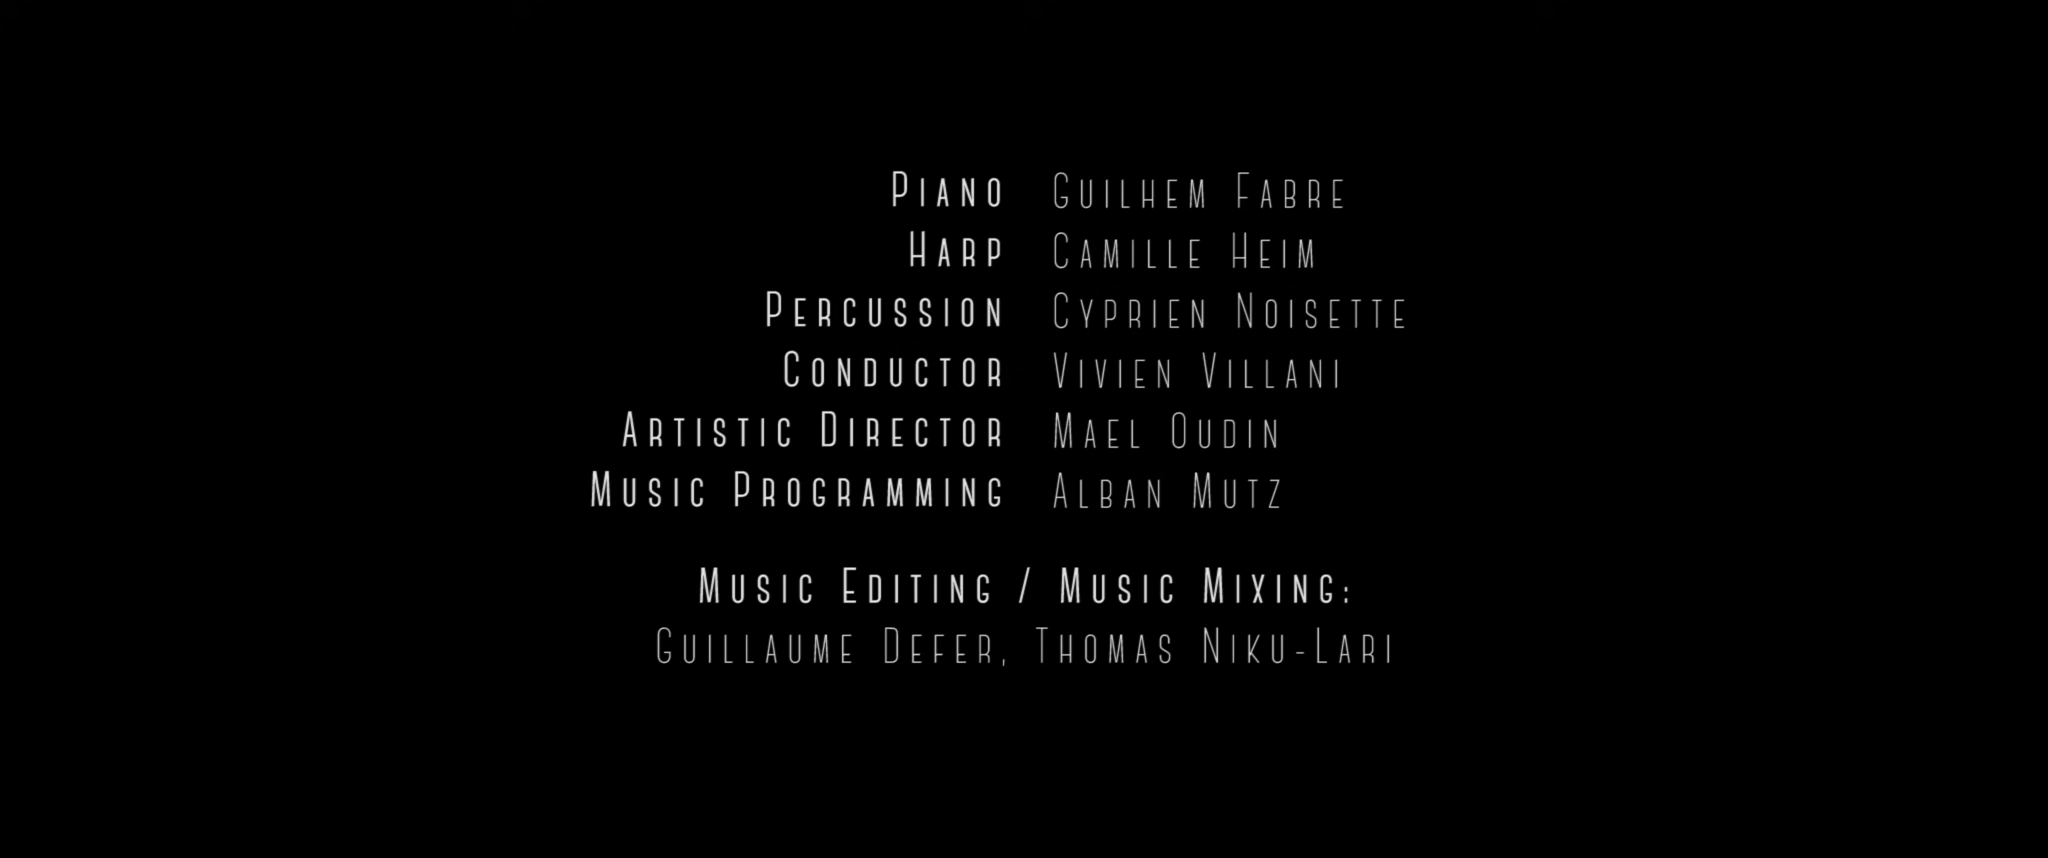 Piano Guilhem Fabre
Harp Camille Heim
Percussion Cyprien Noisette
Conductor Vivien Villani
Artistic Director Mael Oudin
Music Programming Alban Mutz
Music Editing / Music Mixing:
Guillaume Defer, Thomas Niku-Lari